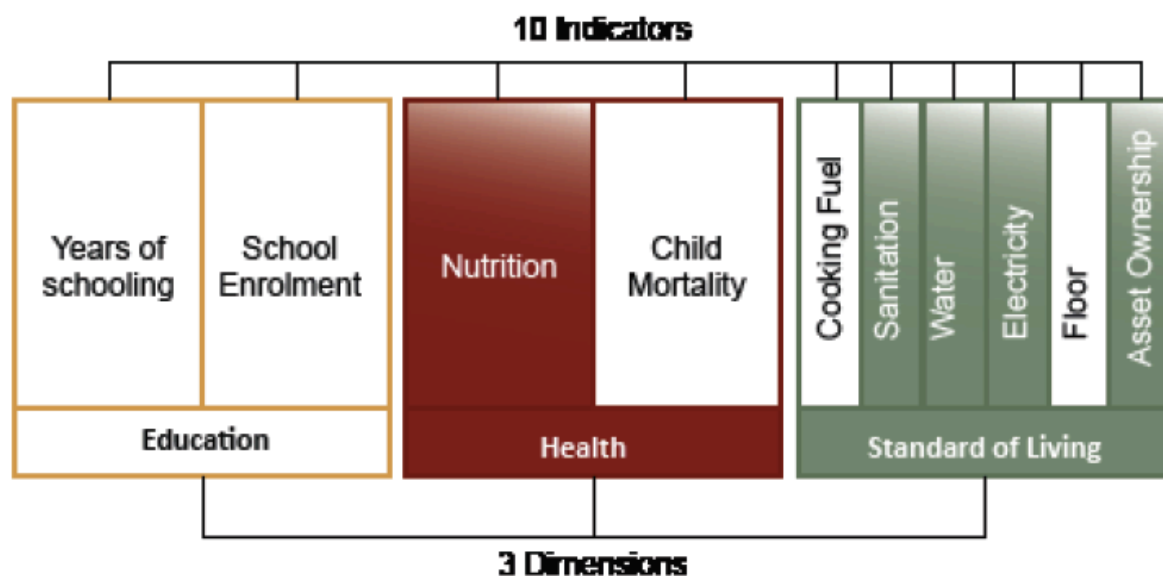 10 Indicators
Years of
schooling
School
Enrolment
Nutrition
Child
Mortality
Cooking Fuel
Sanitation
Water
Electricity
Floor
Asset Ownership
Education
Health
Standard of Living
3 Dimensions